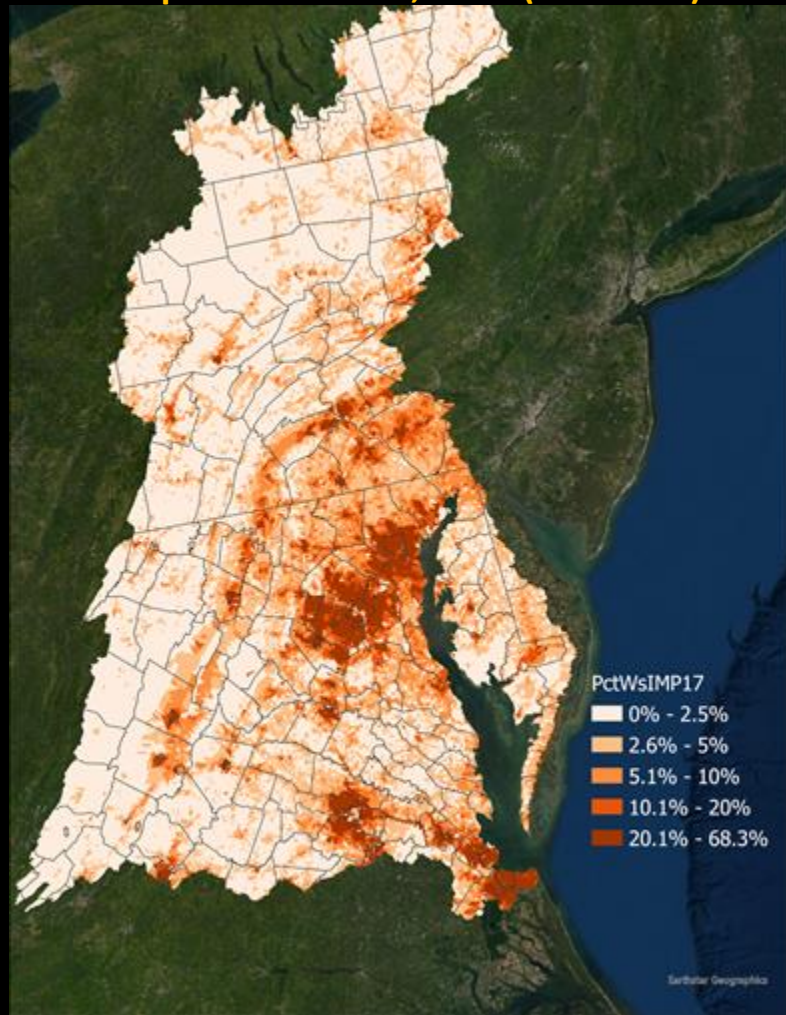 PctWsIMP17
0% - 2.5%
2.6% - 5%
5.1% - 10%
10.1% - 20%
20.1% - 68.3%
Earthstar Geographics